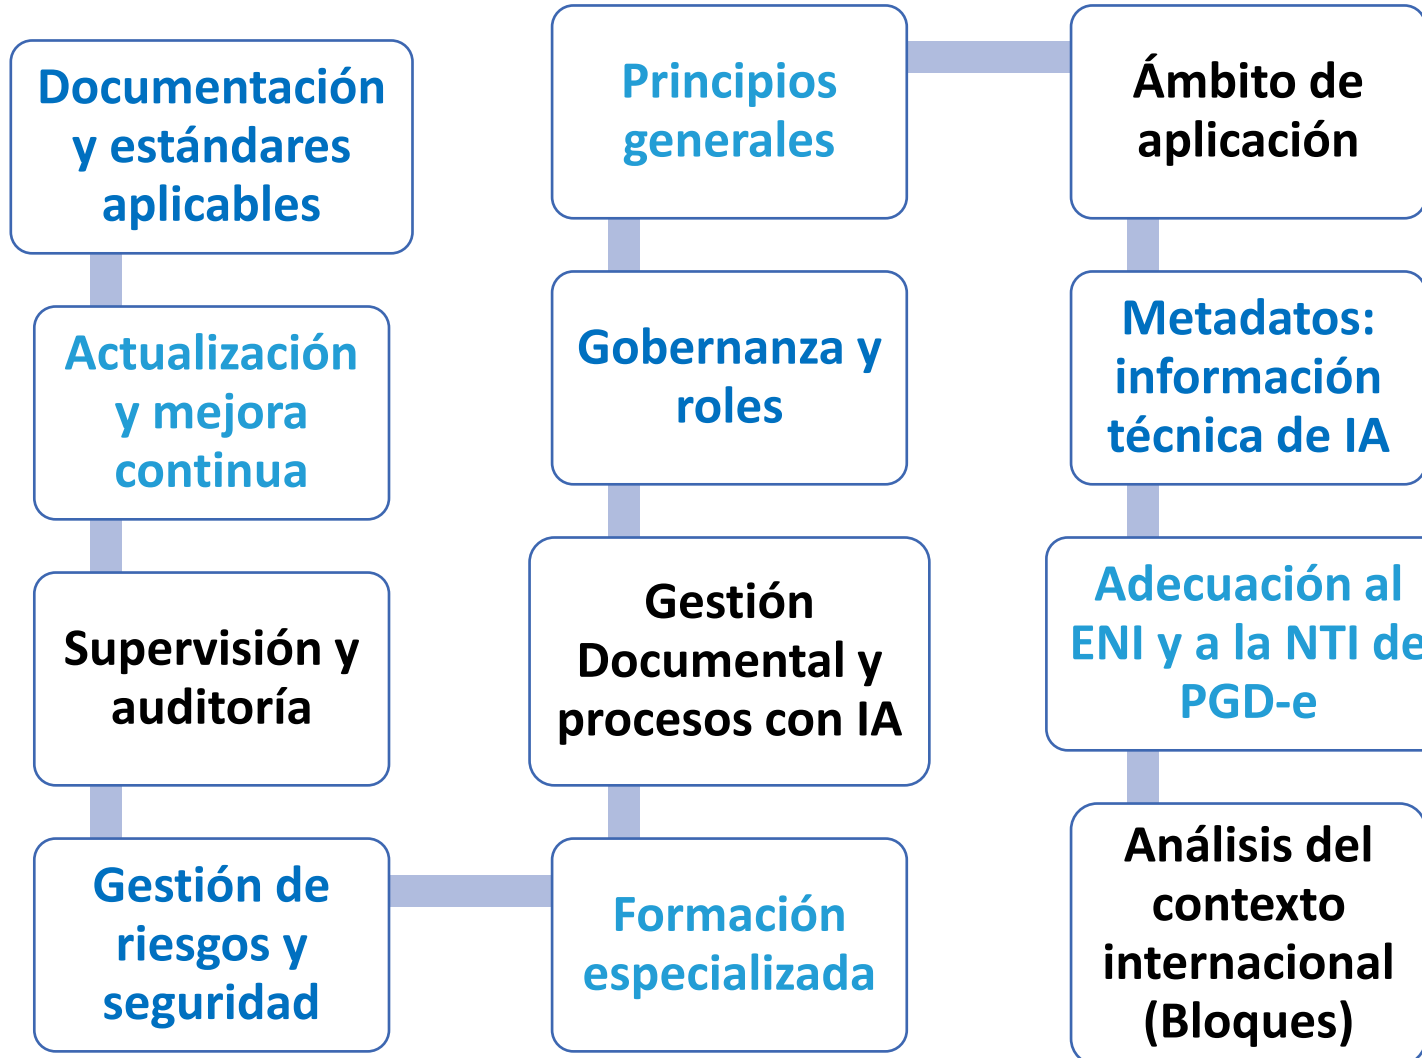 Documentación
y estándares
aplicables
Actualización
y mejora
continua
Supervisión y
auditoría
Gestión de
riesgos y
seguridad
Principios
generales
Gobernanza y
roles
Gestión
Documental y
procesos con IA
Formación
especializada
Ámbito de
aplicación
Metadatos:
información
técnica de IA
Adecuación al
ENI y a la NTI de
PGD-e
Análisis del
contexto
internacional
(Bloques)